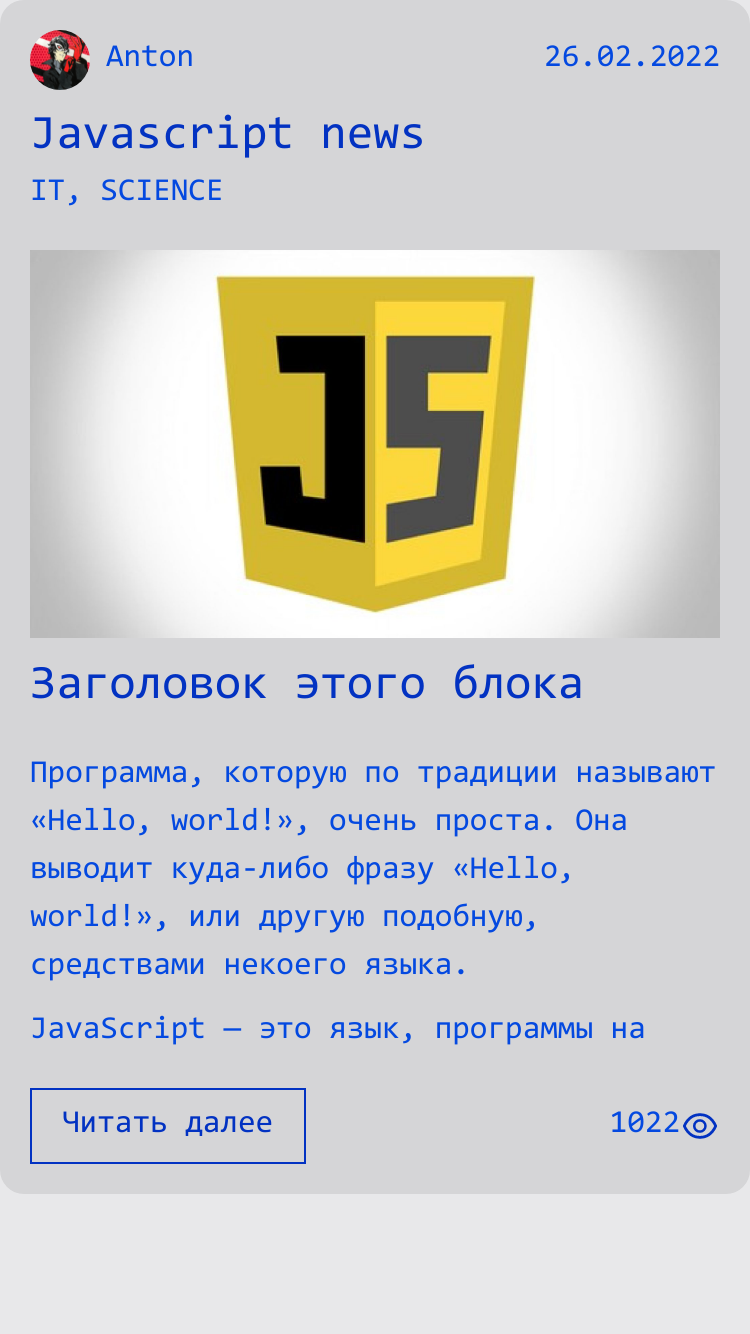 Anton 26.02.2022
Javascript news
IT, SCIENCE
JS
Заголовок этого блока
Программа, которую по традиции называют
«Hello, world!», очень проста. Она
выводит куда-либо фразу «Hello,
world!», или другую подобную,
средствами некоего языка.
JavaScript — это язык, программы на
Читать далее 1022